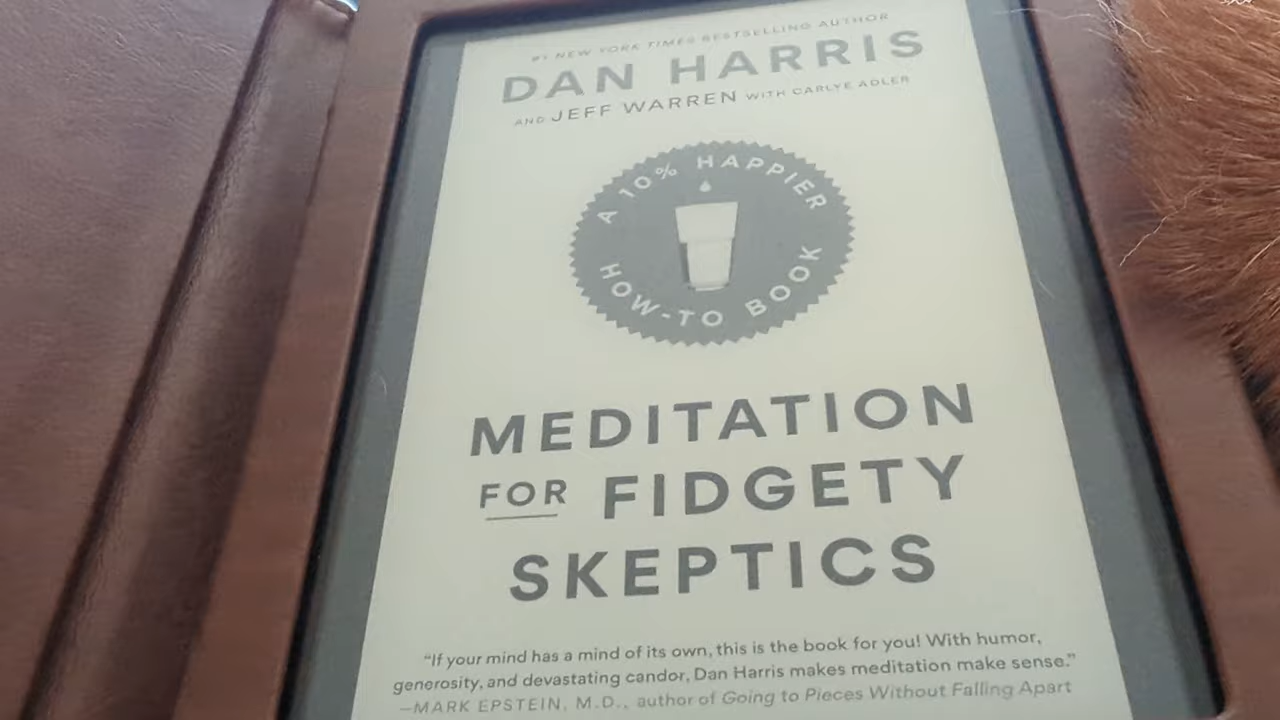 #1 NEW YORK TIMES BESTSELLING AUTHOR
DAN HARRIS
AND JEFF WARREN WITH CARLYE ADLER
A 10% HAPPIER
HOW-TO BOOK
MEDITATION
FOR FIDGETY
SKEPTICS
“If your mind has a mind of its own, this is the book for you! With humor,
generosity, and devastating candor, Dan Harris makes meditation make sense.”
—MARK EPSTEIN, M.D., author of Going to Pieces Without Falling Apart